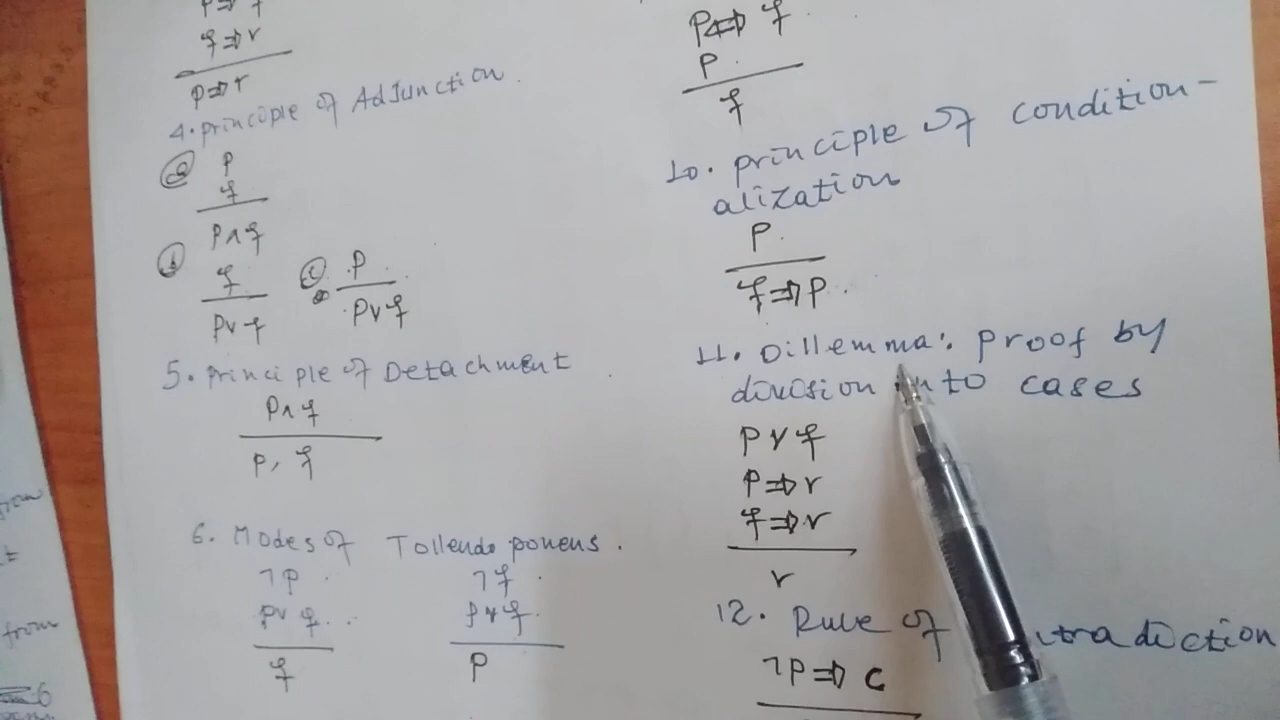 q⇒r
p⇒r
4. principle of AdJunction.
ⓐ p
q
p∧q
ⓑ q
p∨q
ⓒ p
p∨q
5. principle of Detachment
p∧q
p, q
6. Modes of Tollendo ponens.
¬p
p∨q
q
¬q
p∨q
p
p⇔q
p
q
10. principle of condition-
alization
p
q⇒p
11. Dillemma: proof by
division into cases
p∨q
p⇒r
q⇒r
r
12. Rule of
¬p⇒c
from